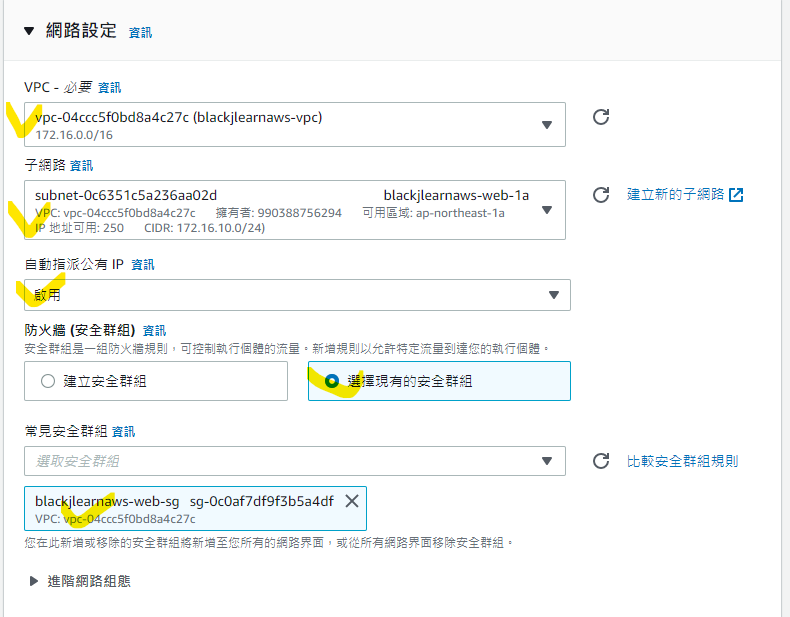 網路設定 資訊
VPC - 必要 資訊
vpc-04ccc5f0bd8a4c27c (blackjlearnaws-vpc)
172.16.0.0/16
子網路 資訊
subnet-0c6351c5a236aa02d blackjlearnaws-web-1a
VPC: vpc-04ccc5f0bd8a4c27c 擁有者: 990388756294 可用區域: ap-northeast-1a
IP 地址可用: 250 CIDR: 172.16.10.0/24)
建立新的子網路
自動指派公有 IP 資訊
啟用
防火牆 (安全群組) 資訊
安全群組是一組防火牆規則，可控制執行個體的流量。新增規則以允許特定流量到達您的執行個體。
建立安全群組 選擇現有的安全群組
常見安全群組 資訊
選取安全群組
比較安全群組規則
blackjlearnaws-web-sg sg-0c0af7df9f3b5a4df
VPC: vpc-04ccc5f0bd8a4c27c
您在此新增或移除的安全群組將新增至您所有的網路界面，或從所有網路界面移除安全群組。
進階網路組態